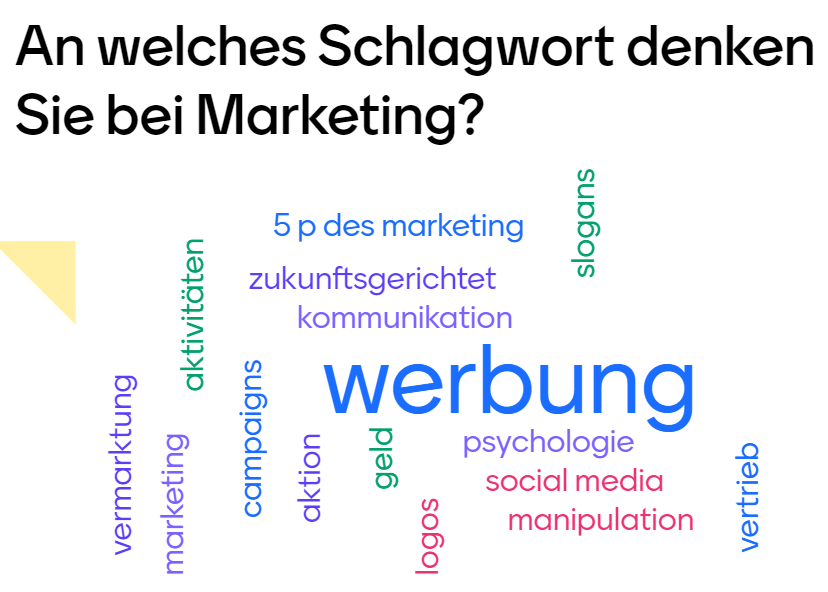 An welches Schlagwort denken
Sie bei Marketing?
slogans
5 p des marketing
aktivitäten
zukunftsgerichtet
kommunikation
werbung
campaigns
vermarktung
marketing
aktion
geld
psychologie
social media
manipulation
logos
vertrieb